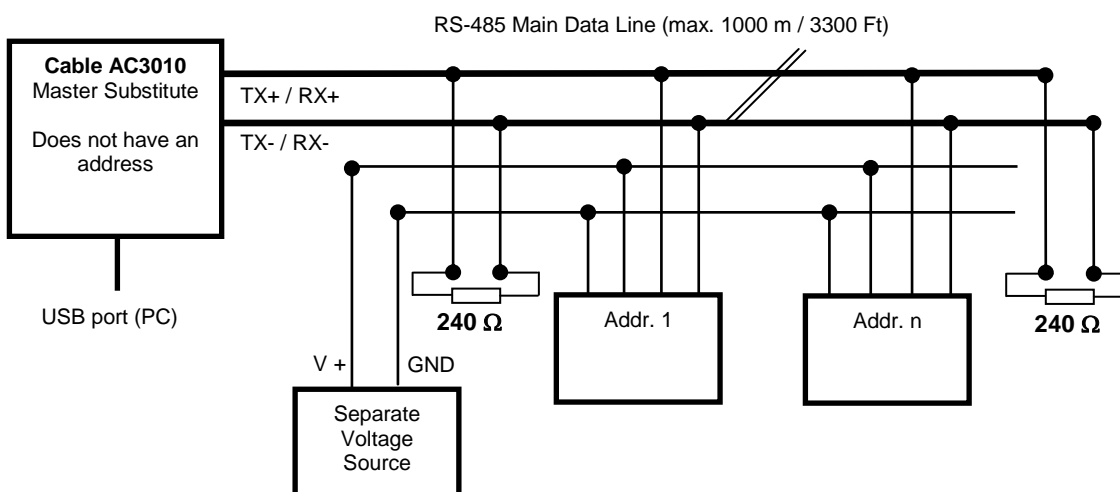 RS-485 Main Data Line (max. 1000 m / 3300 Ft)
Cable AC3010
Master Substitute
Does not have an
address
TX+ / RX+
TX- / RX-
USB port (PC)
240 Ω
Addr. 1
Addr. n
240 Ω
V +
GND
Separate
Voltage
Source